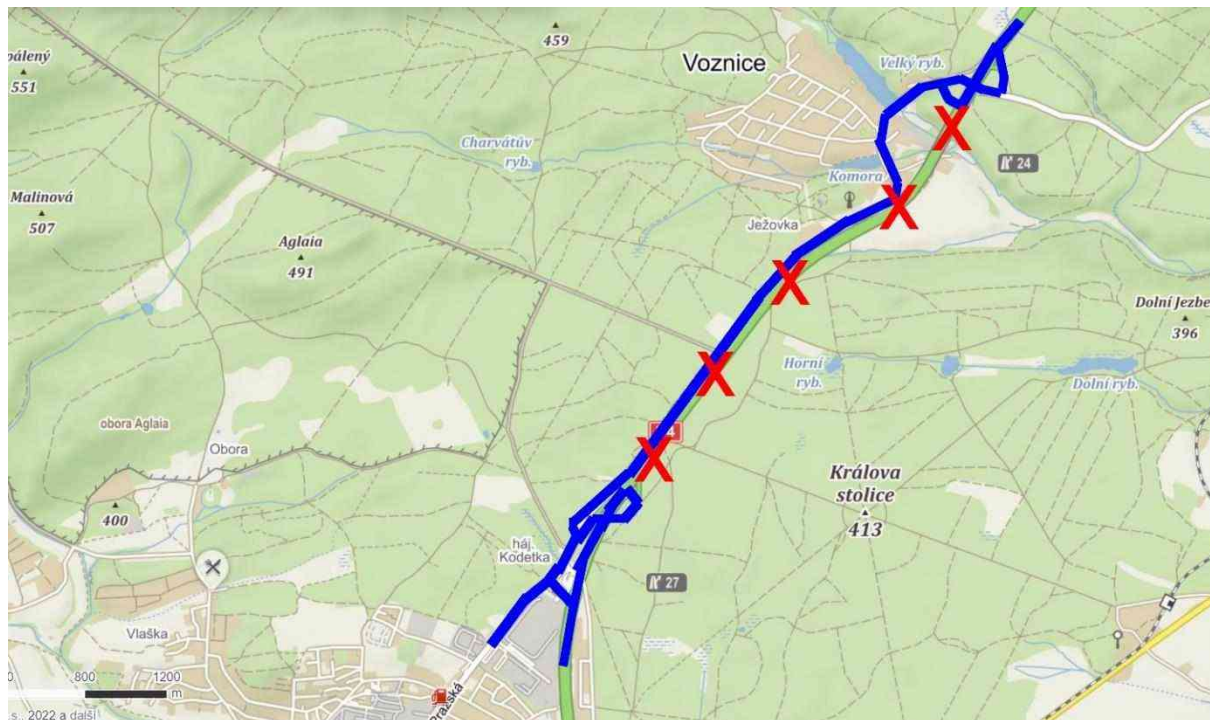 459
Voznice
Velký ryb.
pálený
551
Charvátův
ryb.
24
Komora
Malinová
507
Ježovka
Aglaia
491
Dolní Jezbe
396
Horní
ryb.
Dolní ryb.
obora Aglaia
Obora
Králova
stolice
413
400
háj.
Kodetka
27
Vlaška
0 800 1200
m
Pražská
s, 2022 a další